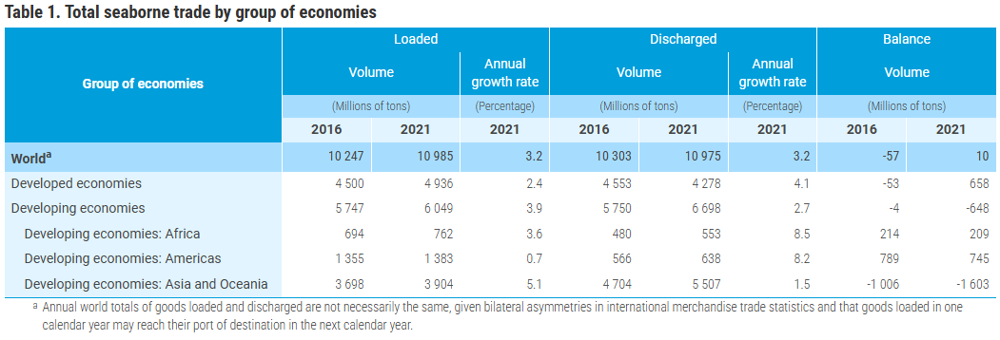 Table 1. Total seaborne trade by group of economies
Group of economies Loaded Discharged Balance
Volume Annual growth rate Volume Annual growth rate Volume
(Millions of tons) (Percentage) (Millions of tons) (Percentage) (Millions of tons)
2016 2021 2021 2016 2021 2021 2016 2021
Worldª 10 247 10 985 3.2 10 303 10 975 3.2 -57 10
Developed economies 4 500 4 936 2.4 4 553 4 278 4.1 -53 658
Developing economies 5 747 6 049 3.9 5 750 6 698 2.7 -4 -648
Developing economies: Africa 694 762 3.6 480 553 8.5 214 209
Developing economies: Americas 1 355 1 383 0.7 566 638 8.2 789 745
Developing economies: Asia and Oceania 3 698 3 904 5.1 4 704 5 507 1.5 -1 006 -1 603
ª Annual world totals of goods loaded and discharged are not necessarily the same, given bilateral asymmetries in international merchandise trade statistics and that goods loaded in one
calendar year may reach their port of destination in the next calendar year.